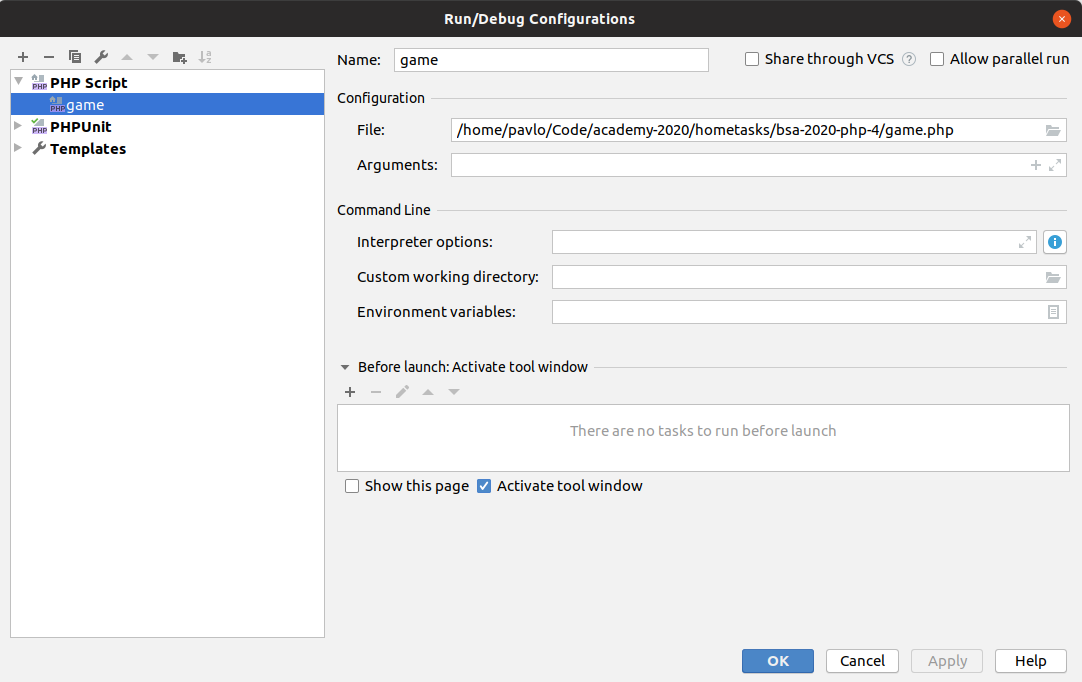 Run/Debug Configurations
PHP Script
game
PHPUnit
Templates
Name: game
Share through VCS ?
Allow parallel run
Configuration
File: /home/pavlo/Code/academy-2020/hometasks/bsa-2020-php-4/game.php
Arguments:
Command Line
Interpreter options:
Custom working directory:
Environment variables:
Before launch: Activate tool window
There are no tasks to run before launch
Show this page
Activate tool window
OK
Cancel
Apply
Help